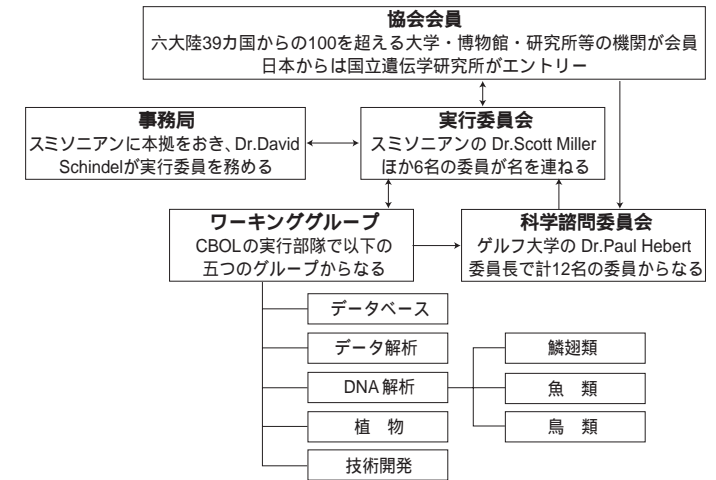 協会会員
六大陸39カ国からの100を超える大学・博物館・研究所等の機関が会員
日本からは国立遺伝学研究所がエントリー
事務局
スミソニアンに本拠をおき、Dr.David
Schindelが実行委員を務める
実行委員会
スミソニアンの Dr.Scott Miller
ほか6名の委員が名を連ねる
ワーキンググループ
CBOLの実行部隊で以下の
五つのグループからなる
科学諮問委員会
ゲルフ大学の Dr.Paul Hebert
委員長で計12名の委員からなる
データベース
データ解析
鱗翅類
DNA 解析
魚　類
植　物
鳥　類
技術開発